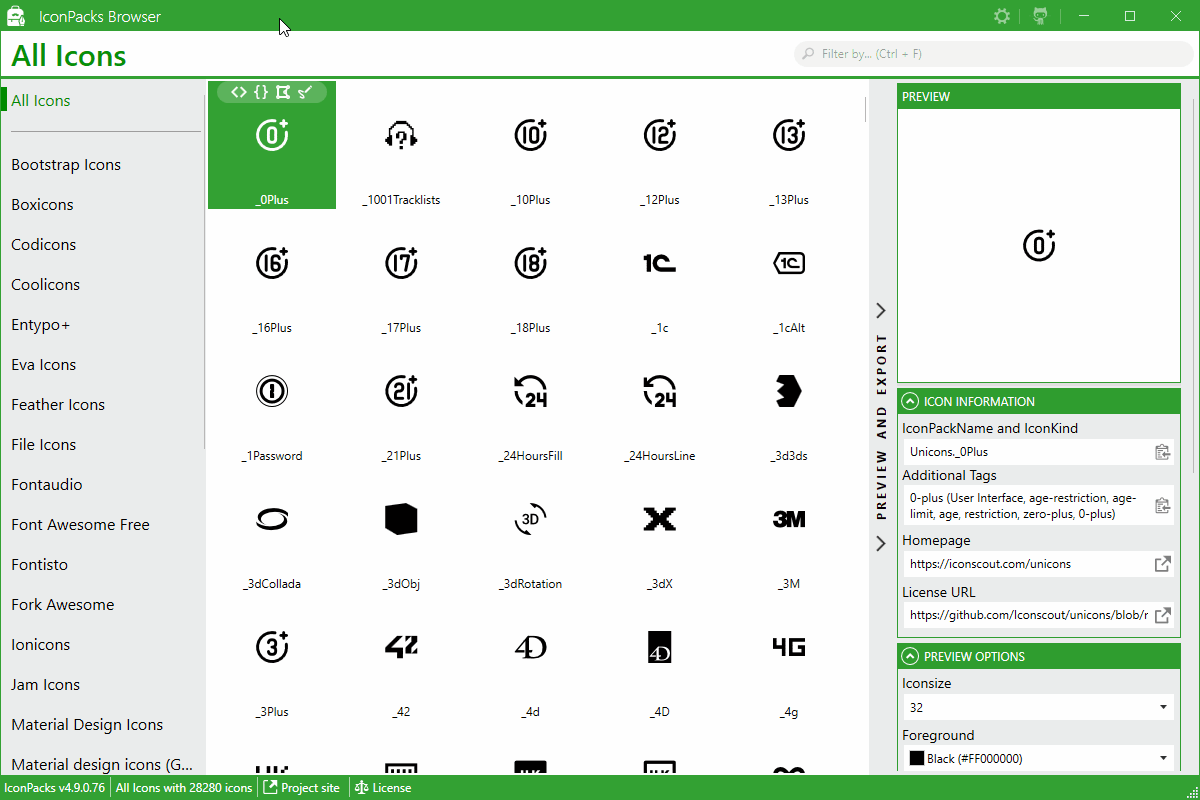 IconPacks Browser
All Icons
Filter by... (Ctrl + F)
All Icons
Bootstrap Icons
Boxicons
Codicons
Coolicons
Entypo+
Eva Icons
Feather Icons
File Icons
Fontaudio
Font Awesome Free
Fontisto
Fork Awesome
Ionicons
Jam Icons
Material Design Icons
Material design icons (G...
_0Plus
_1001Tracklists
_10Plus
_12Plus
_13Plus
_16Plus
_17Plus
_18Plus
_1c
_1cAlt
_1Password
_21Plus
_24HoursFill
_24HoursLine
_3d3ds
_3dCollada
_3dObj
_3dRotation
_3dX
_3M
_3Plus
_42
_4d
_4D
_4g
PREVIEW AND EXPORT
PREVIEW
ICON INFORMATION
IconPackName and IconKind
Unicons._0Plus
Additional Tags
0-plus (User Interface, age-restriction, age-
limit, age, restriction, zero-plus, 0-plus)
Homepage
https://iconscout.com/unicons
License URL
https://github.com/Iconscout/unicons/blob/r
PREVIEW OPTIONS
Iconsize
32
Foreground
Black (#FF000000)
IconPacks v4.9.0.76
All Icons with 28280 icons
Project site
License